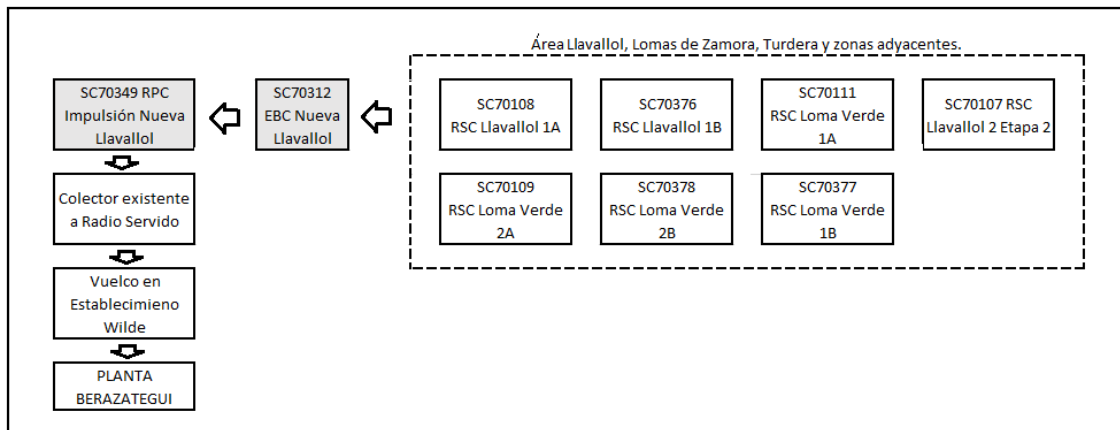 Área Llavallol, Lomas de Zamora, Turdera y zonas adyacentes.
SC70349 RPC
Impulsión Nueva
Llavallol
SC70312
EBC Nueva
Llavallol
SC70108
RSC Llavallol 1A
SC70376
RSC Llavallol 1B
SC70111
RSC Loma Verde
1A
SC70107 RSC
Llavallol 2 Etapa 2
Colector existente
a Radio Servido
SC70109
RSC Loma Verde
2A
SC70378
RSC Loma Verde
2B
SC70377
RSC Loma Verde
1B
Vuelco en
Establecimieno
Wilde
PLANTA
BERAZATEGUI